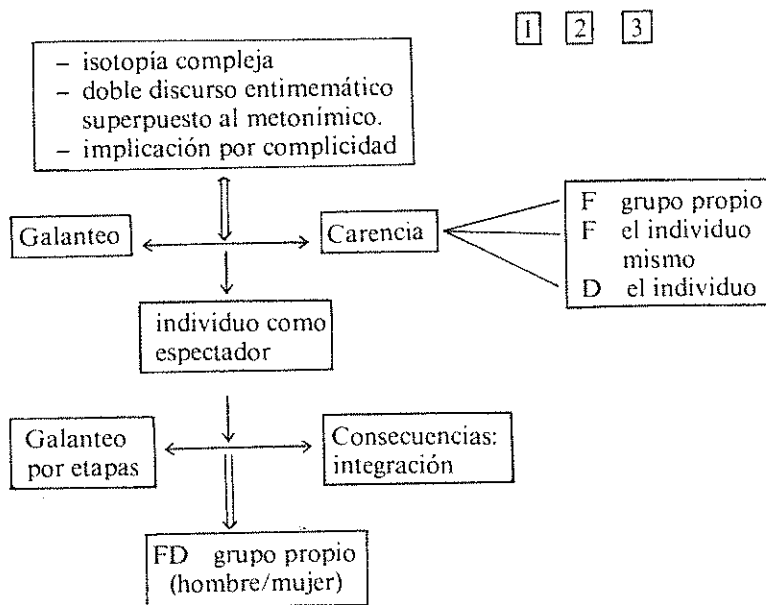 1 2 3
– isotopía compleja
– doble discurso entimemático
superpuesto al metonímico.
– implicación por complicidad
Galanteo
Carencia
F grupo propio
F el individuo
mismo
D el individuo
individuo como
espectador
Galanteo
por etapas
Consecuencias:
integración
FD grupo propio
(hombre/mujer)